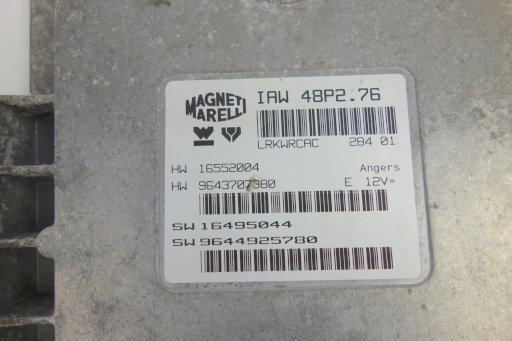 MAGNETI
MARELLI
IAW 48P2.76
LRKWRCAC 284 01
HW 16552004 Angers
HW 9643707380 E 12V=
SW 16495044
SW 9644925780